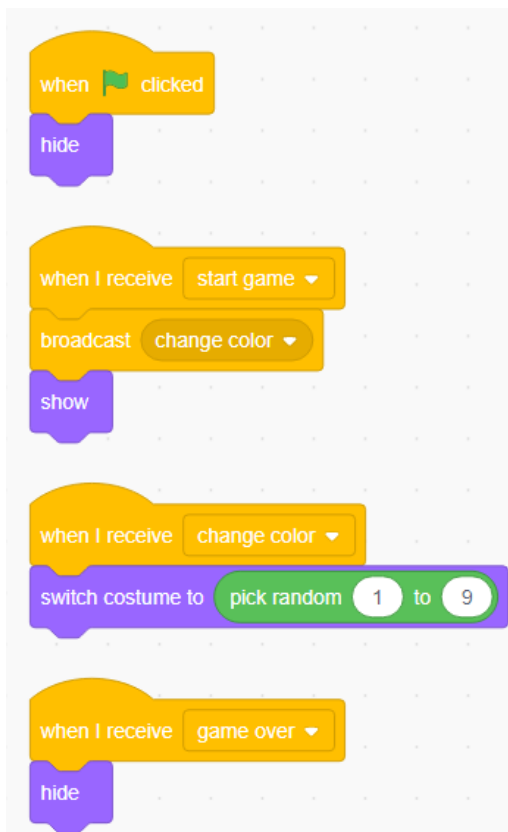 when clicked
hide
when I receive start game
broadcast change color
show
when I receive change color
switch costume to pick random 1 to 9
when I receive game over
hide